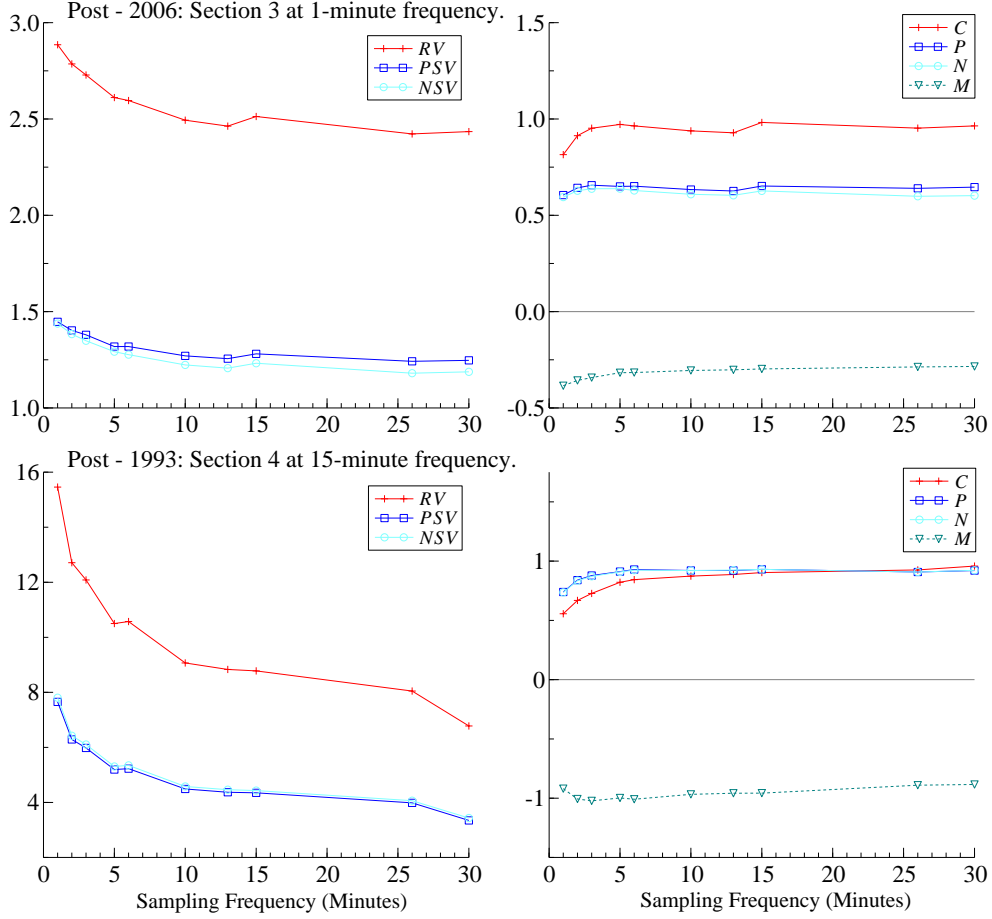 Post - 2006: Section 3 at 1-minute frequency.
3.0
2.5
2.0
1.5
1.0
0 5 10 15 20 25 30
RV
PSV
NSV
1.5
1.0
0.5
0.0
-0.5
0 5 10 15 20 25 30
C
P
N
M
Post - 1993: Section 4 at 15-minute frequency.
16
12
8
4
0 5 10 15 20 25 30
Sampling Frequency (Minutes)
RV
PSV
NSV
1
0
-1
0 5 10 15 20 25 30
Sampling Frequency (Minutes)
C
P
N
M